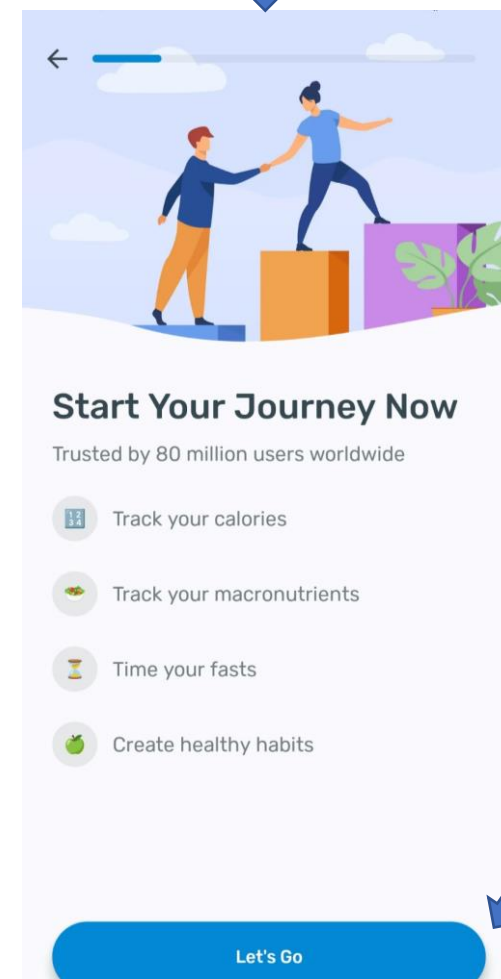 Start Your Journey Now
Trusted by 80 million users worldwide
Track your calories
Track your macronutrients
Time your fasts
Create healthy habits
Let's Go